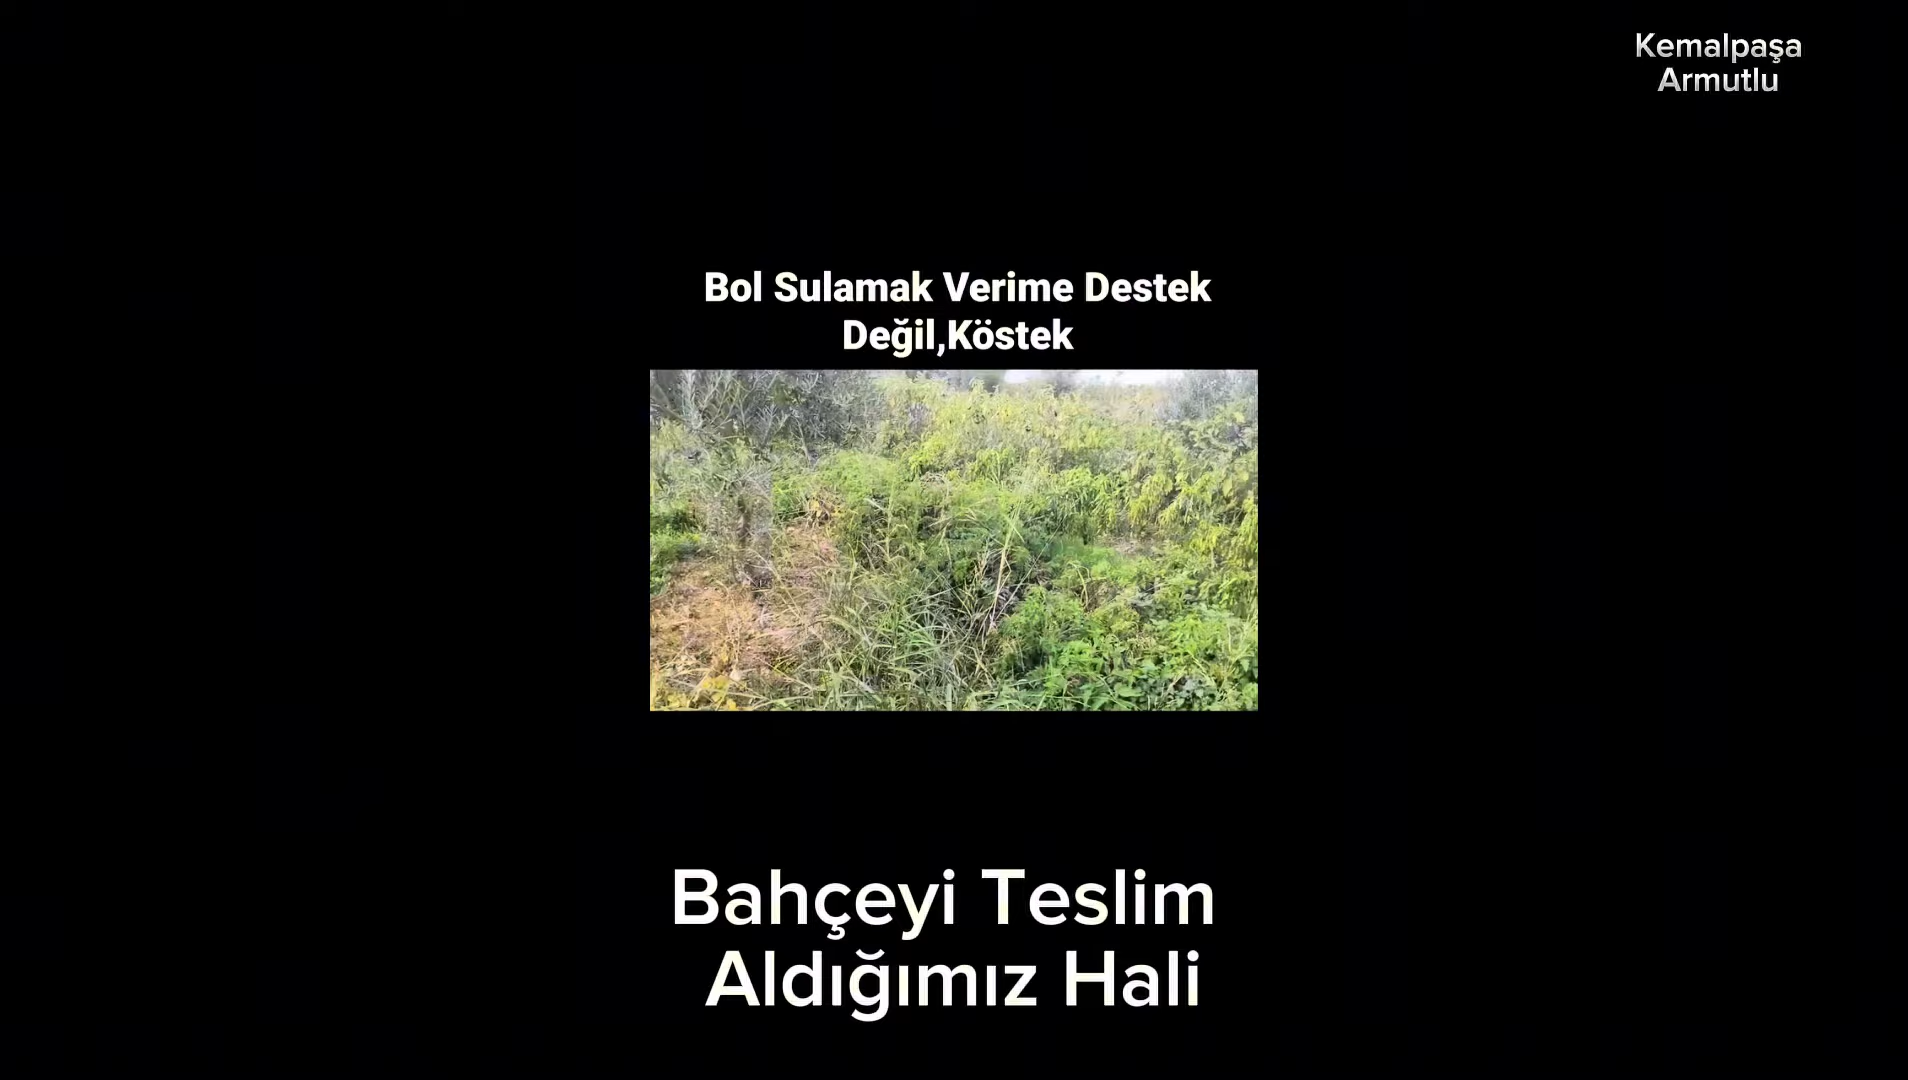 Kemalpaşa
Armutlu
Bol Sulamak Verime Destek
Değil,Köstek
Bahçeyi Teslim
Aldığımız Hali